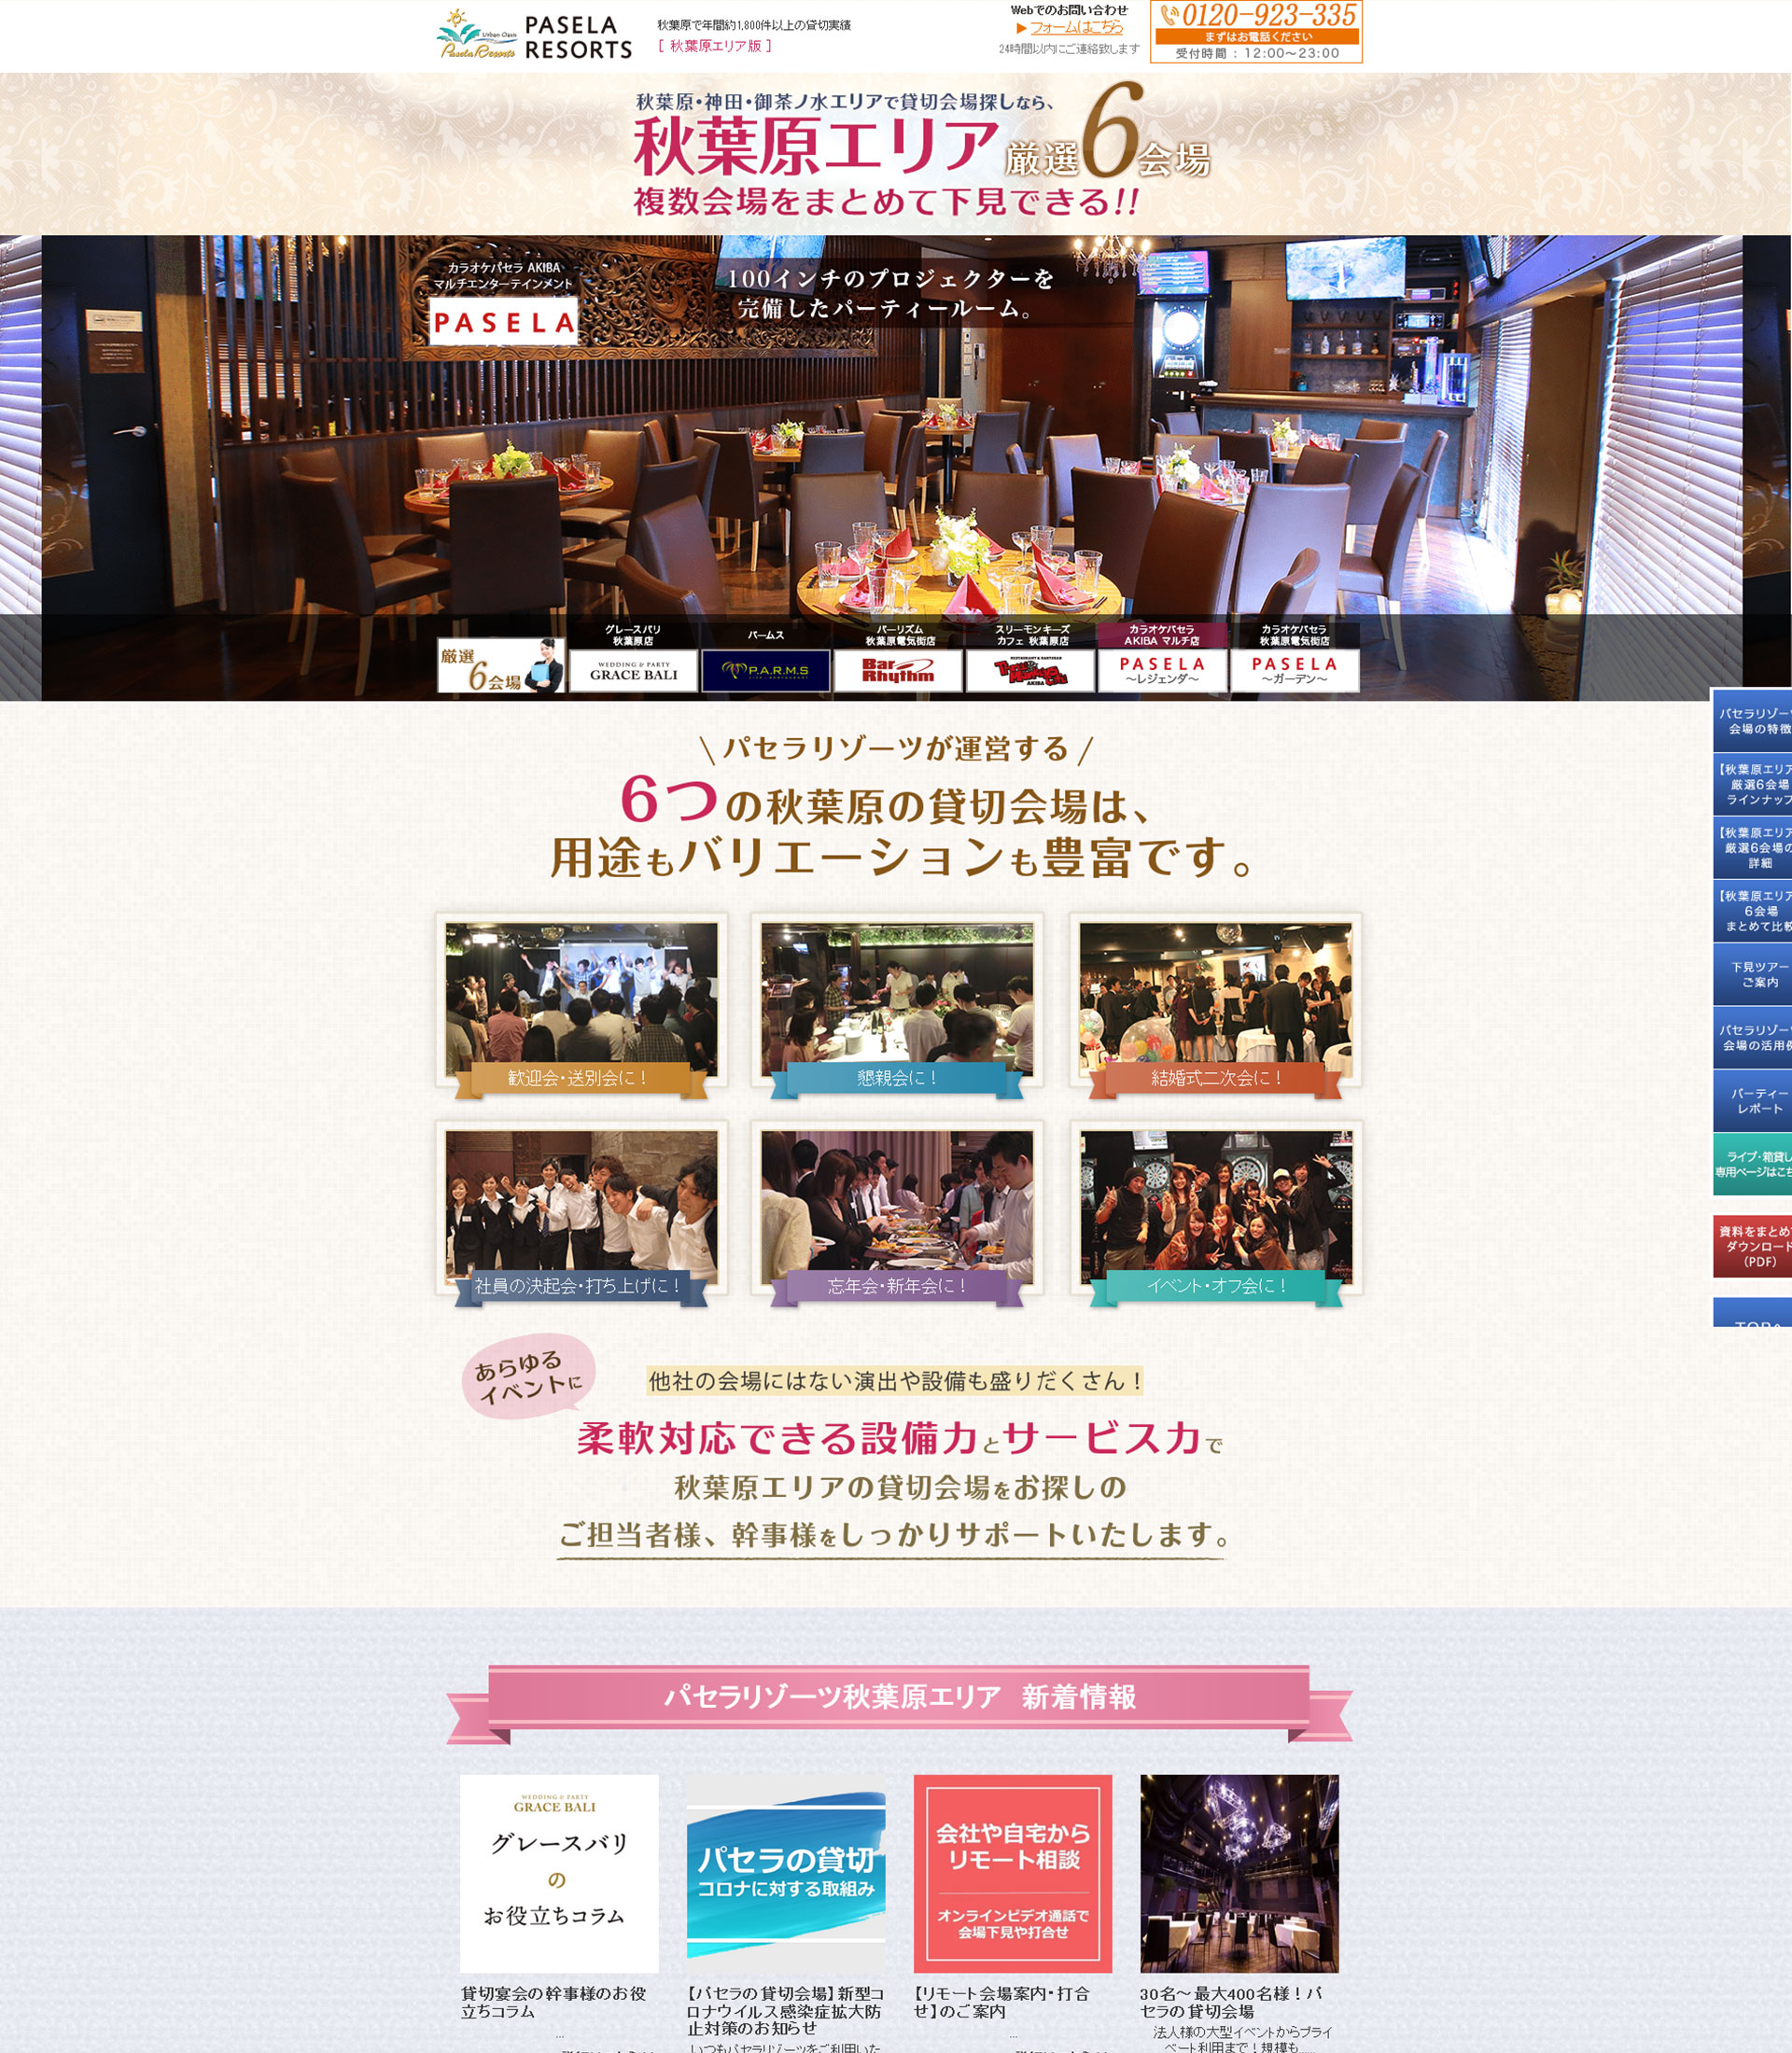 Urban Oasis
Pasela Resorts
PASELA
RESORTS
秋葉原で年間約1,800件以上の貸切実績
[ 秋葉原エリア版 ]
Webでのお問い合わせ
▶フォームはこちら
24時間以内にご連絡致します
0120-923-335
まずはお電話ください
受付時間 : 12:00～23:00
秋葉原・神田・御茶ノ水エリアで貸切会場探しなら、
秋葉原エリア 厳選6会場
複数会場をまとめて下見できる!!
カラオケパセラ AKIBA
マルチエンターテインメント
PASELA
100インチのプロジェクターを
完備したパーティールーム。
厳選
6会場
グレースバリ
秋葉原店
WEDDING & PARTY
GRACE BALI
パームス
P.A.R.M.S
バーリズム
秋葉原電気街店
Bar
Rhythm
スリーモンキーズ
カフェ 秋葉原店
カラオケパセラ
AKIBA マルチ店
PASELA
～レジェンダ～
カラオケパセラ
秋葉原電気街店
PASELA
～ガーデン～
パセラリゾー
会場の特徴
【秋葉原エリア
厳選6会場
ラインナップ
【秋葉原エリア
厳選6会場の
詳細
【秋葉原エリア
6会場
まとめて比較
下見ツアー
ご案内
パセラリゾー
会場の活用例
パーティー
レポート
ライブ・箱貸し
専用ページはこち
資料をまとめ
ダウンロード
(PDF)
TOPへ
\ パセラリゾーツが運営する /
6つの秋葉原の貸切会場は、
用途もバリエーションも豊富です。
歓迎会・送別会に！
懇親会に！
結婚式二次会に！
社員の決起会・打ち上げに！
忘年会・新年会に！
イベント・オフ会に！
あらゆる
イベントに
他社の会場にはない演出や設備も盛りだくさん！
柔軟対応できる設備力とサービス力で
秋葉原エリアの貸切会場をお探しの
ご担当者様、幹事様をしっかりサポートいたします。
パセラリゾーツ秋葉原エリア 新着情報
WEDDING & PARTY
GRACE BALI
グレースバリ
の
お役立ちコラム
パセラの貸切
コロナに対する取組み
会社や自宅から
リモート相談
オンラインビデオ通話で
会場下見や打合せ
貸切宴会の幹事様のお役
立ちコラム
...
【パセラの貸切会場】新型コ
ロナウイルス感染症拡大防
止対策のお知らせ
いつもパセラリゾーツをご利用いた
【リモート会場案内・打合
せ】のご案内
...
30名～最大400名様！パ
セラの貸切会場
法人様の大型イベントからプライ
ベート利用まで！規模も......